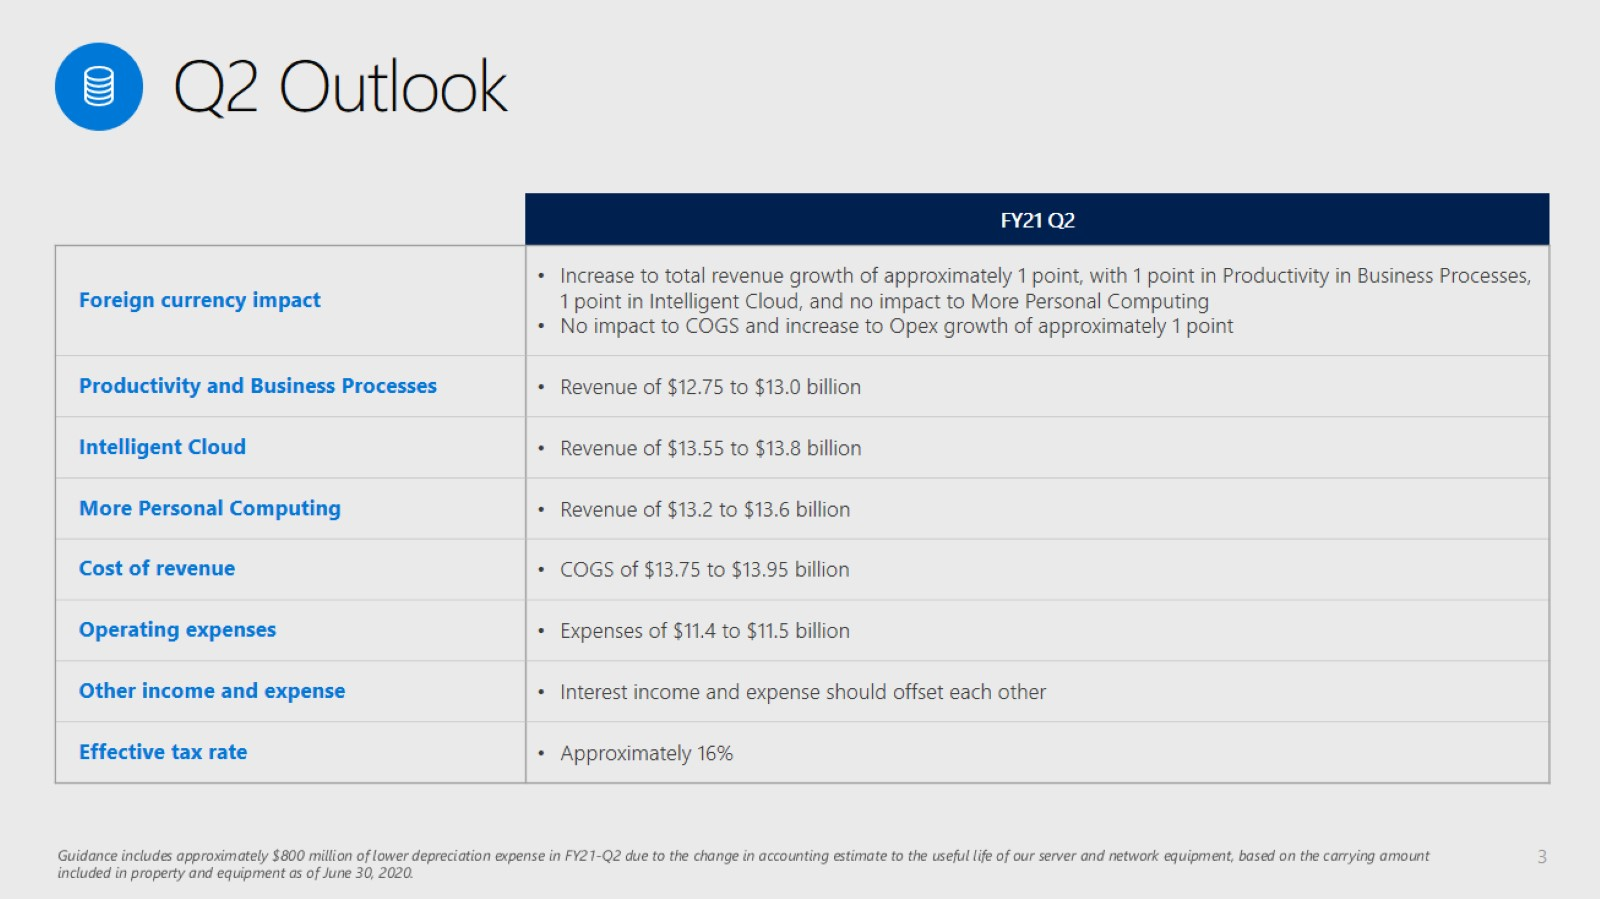 Q2 Outlook
FY21 Q2
Foreign currency impact
• Increase to total revenue growth of approximately 1 point, with 1 point in Productivity in Business Processes,
1 point in Intelligent Cloud, and no impact to More Personal Computing
• No impact to COGS and increase to Opex growth of approximately 1 point
Productivity and Business Processes
• Revenue of $12.75 to $13.0 billion
Intelligent Cloud
• Revenue of $13.55 to $13.8 billion
More Personal Computing
• Revenue of $13.2 to $13.6 billion
Cost of revenue
• COGS of $13.75 to $13.95 billion
Operating expenses
• Expenses of $11.4 to $11.5 billion
Other income and expense
• Interest income and expense should offset each other
Effective tax rate
• Approximately 16%
Guidance includes approximately $800 million of lower depreciation expense in FY21-Q2 due to the change in accounting estimate to the useful life of our server and network equipment, based on the carrying amount
included in property and equipment as of June 30, 2020.
3